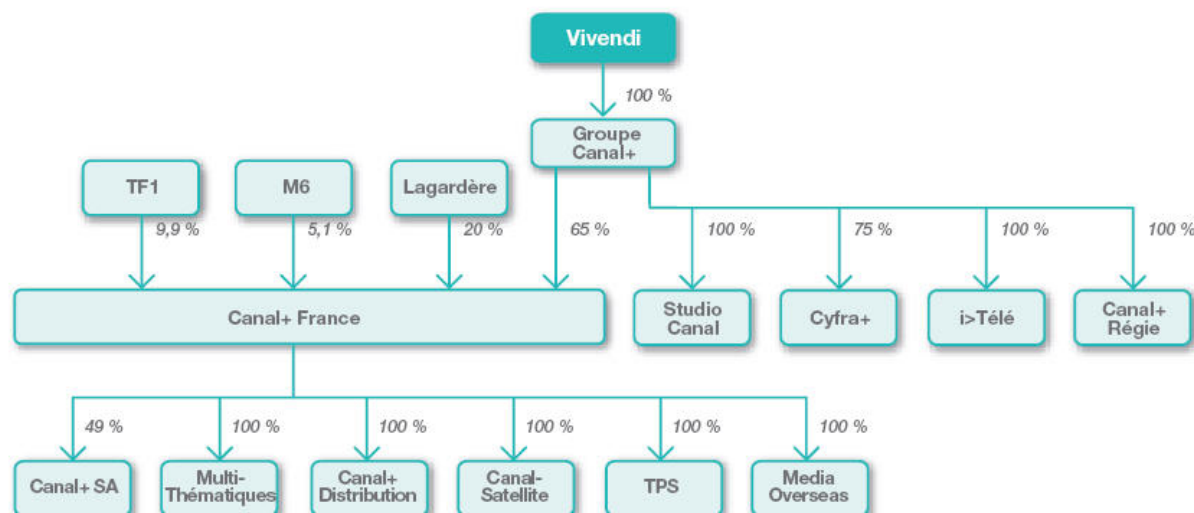 Vivendi
100 %
Groupe
Canal+
TF1
M6
Lagardère
9,9 %
5,1 %
20 %
65 %
100 %
75 %
100 %
100 %
Canal+ France
Studio
Canal
Cyfra+
i>Télé
Canal+
Régie
49 %
100 %
100 %
100 %
100 %
100 %
Canal+ SA
Multi-
Thématiques
Canal+
Distribution
Canal-
Satellite
TPS
Media
Overseas